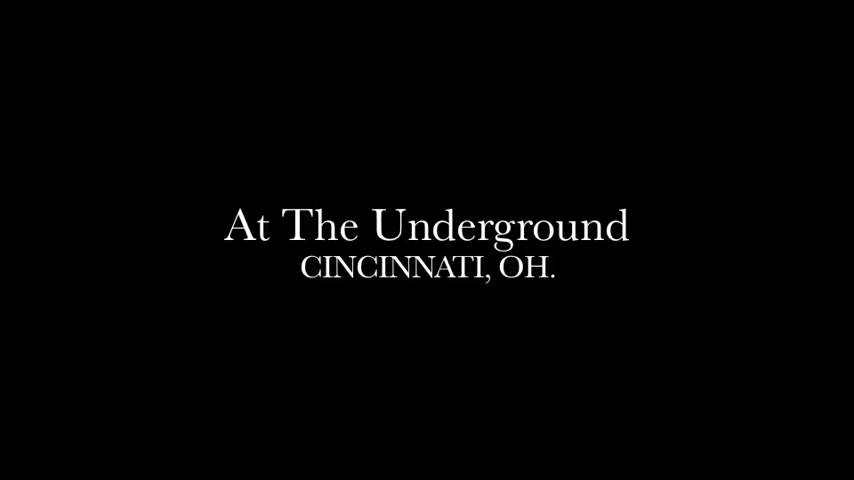 At The Underground
CINCINNATI, OH.